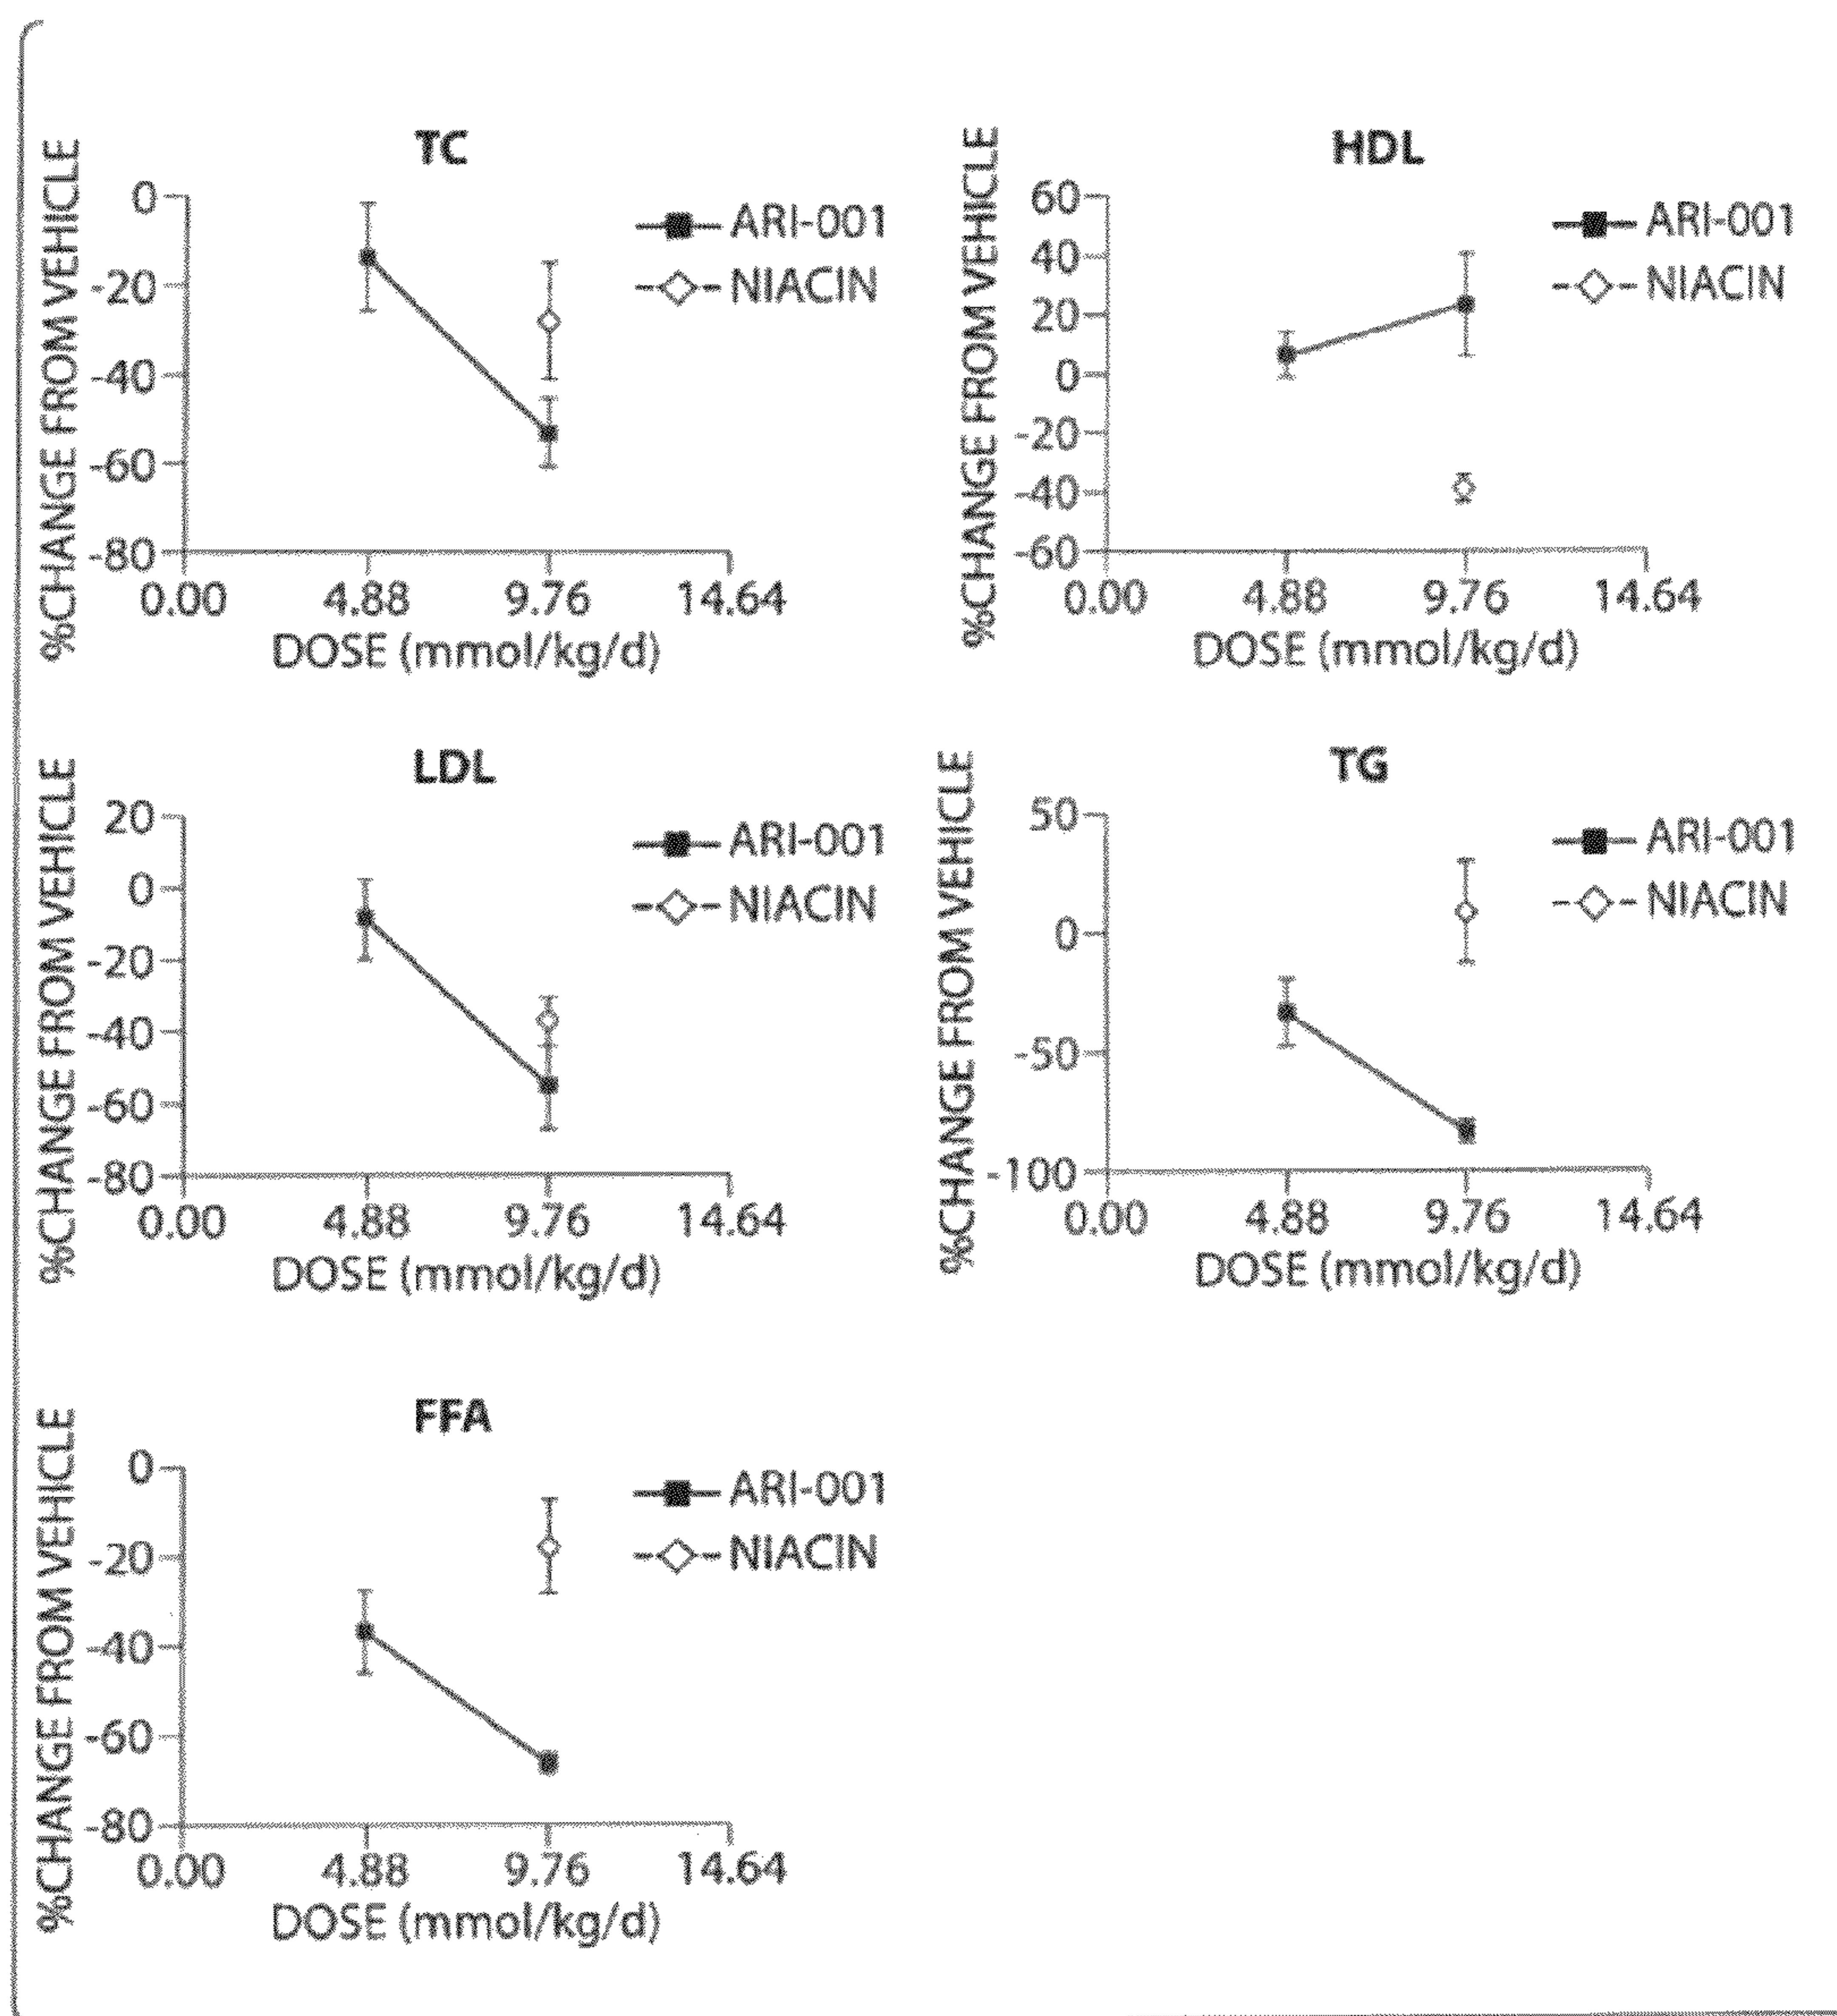 TC
%CHANGE FROM VEHICLE
0
-20
-40
-60
-80
0.00 4.88 9.76 14.64
DOSE (mmol/kg/d)
ARI-001
NIACIN
HDL
%CHANGE FROM VEHICLE
60
40
20
0
-20
-40
-60
0.00 4.88 9.76 14.64
DOSE (mmol/kg/d)
ARI-001
NIACIN
LDL
%CHANGE FROM VEHICLE
20
0
-20
-40
-60
-80
0.00 4.88 9.76 14.64
DOSE (mmol/kg/d)
ARI-001
NIACIN
TG
%CHANGE FROM VEHICLE
50
0
-50
-100
0.00 4.88 9.76 14.64
DOSE (mmol/kg/d)
ARI-001
NIACIN
FFA
%CHANGE FROM VEHICLE
0
-20
-40
-60
-80
0.00 4.88 9.76 14.64
DOSE (mmol/kg/d)
ARI-001
NIACIN